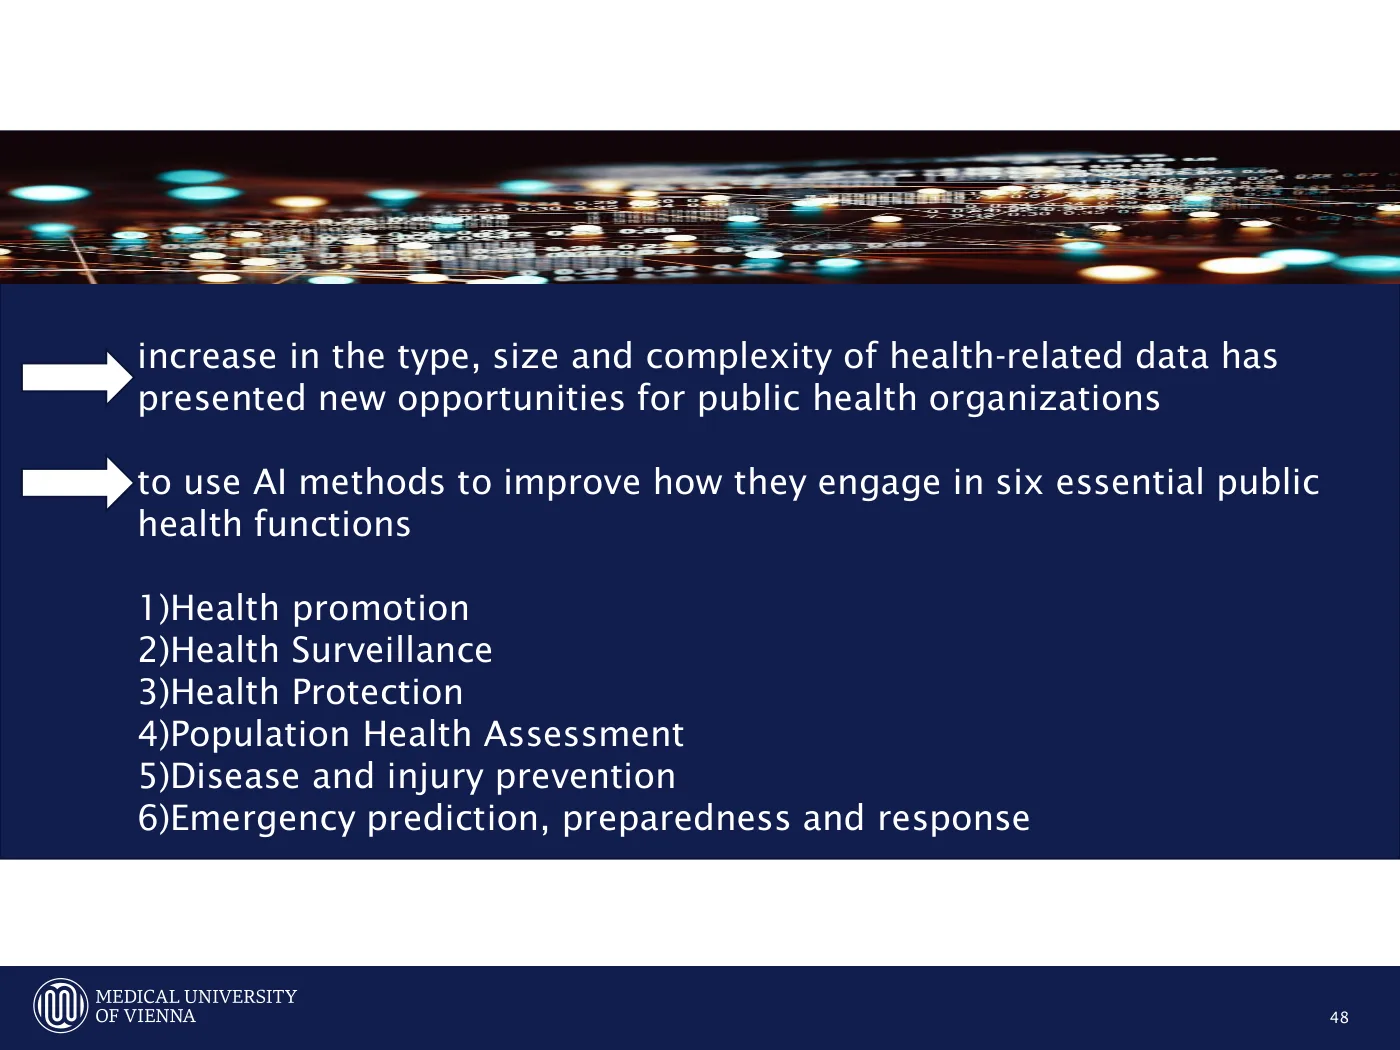 increase in the type, size and complexity of health-related data has
presented new opportunities for public health organizations
to use AI methods to improve how they engage in six essential public
health functions
1)Health promotion
2)Health Surveillance
3)Health Protection
4)Population Health Assessment
5)Disease and injury prevention
6)Emergency prediction, preparedness and response
MEDICAL UNIVERSITY
OF VIENNA
48